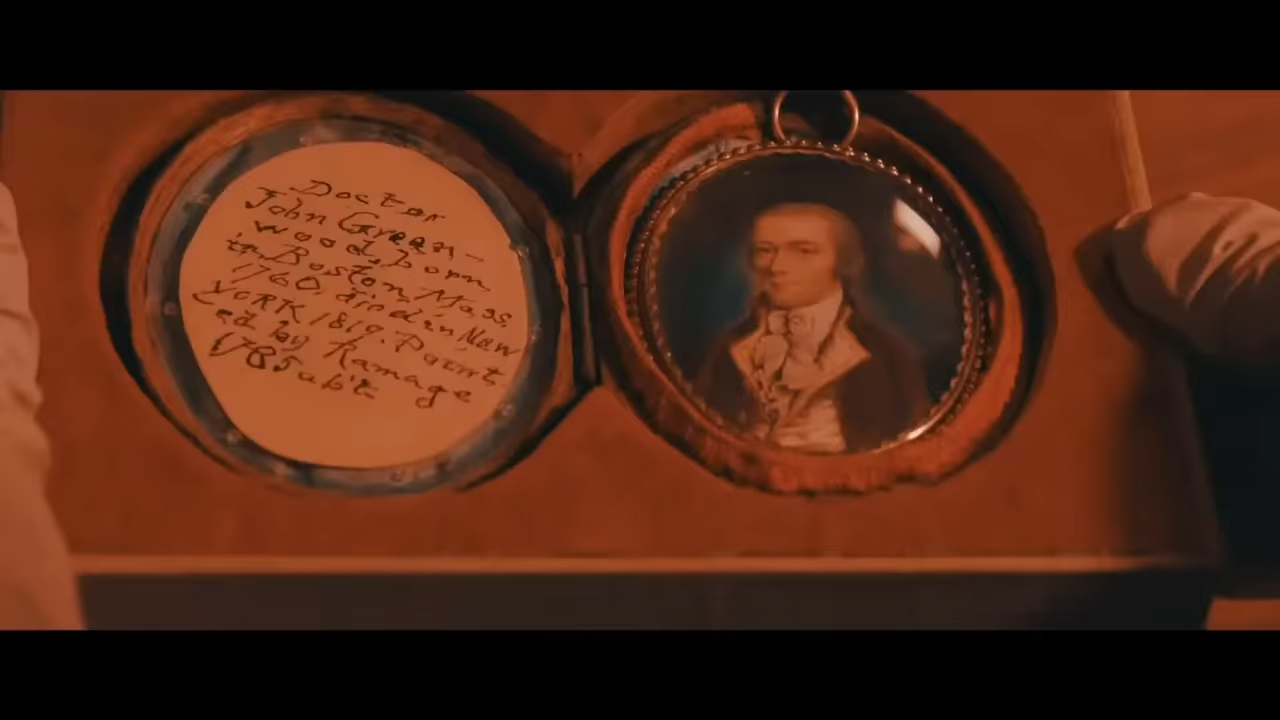 Doctor
John Green-
wood, born
in Boston, Mass.
1760, died in New
YORK 1819. Paint
ed by Ramage
1785